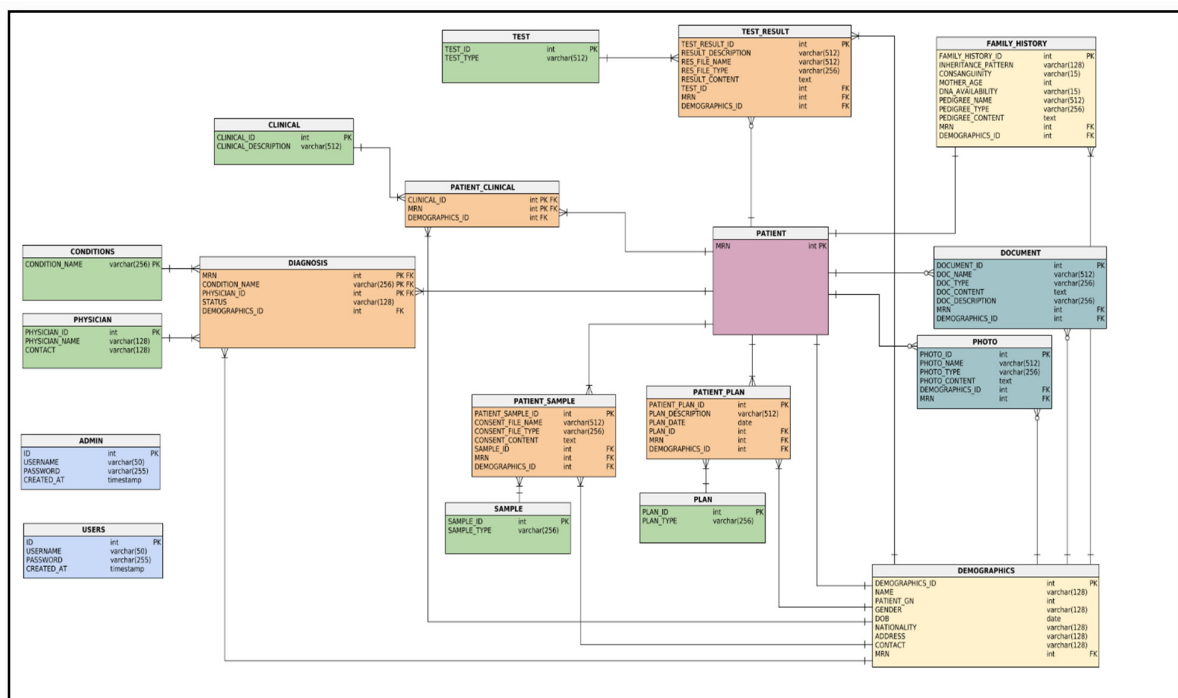 TEST
TEST_ID int PK
TEST_TYPE varchar(512)
TEST_RESULT
TEST_RESULT_ID int PK
RESULT_DESCRIPTION varchar(512)
RES_FILE_NAME varchar(512)
RES_FILE_TYPE varchar(256)
RESULT_CONTENT text
TEST_ID int FK
MRN int FK
DEMOGRAPHICS_ID int FK
FAMILY_HISTORY
FAMILY_HISTORY_ID int PK
INHERITANCE_PATTERN varchar(128)
CONSANGUINITY varchar(15)
MOTHER_AGE int
DNA_AVAILABILITY varchar(15)
PEDIGREE_NAME varchar(512)
PEDIGREE_TYPE varchar(256)
PEDIGREE_CONTENT text
MRN int FK
DEMOGRAPHICS_ID int FK
CLINICAL
CLINICAL_ID int PK
CLINICAL_DESCRIPTION varchar(512)
PATIENT_CLINICAL
CLINICAL_ID int PK FK
MRN int PK FK
DEMOGRAPHICS_ID int FK
PATIENT
MRN int PK
CONDITIONS
CONDITION_NAME varchar(256) PK
DIAGNOSIS
MRN int PK FK
CONDITION_NAME varchar(256) PK FK
PHYSICIAN_ID int PK FK
STATUS varchar(128)
DEMOGRAPHICS_ID int FK
DOCUMENT
DOCUMENT_ID int PK
DOC_NAME varchar(512)
DOC_TYPE varchar(256)
DOC_CONTENT text
DOC_DESCRIPTION varchar(256)
MRN int FK
DEMOGRAPHICS_ID int FK
PHYSICIAN
PHYSICIAN_ID int PK
PHYSICIAN_NAME varchar(128)
CONTACT varchar(128)
PHOTO
PHOTO_ID int PK
PHOTO_NAME varchar(512)
PHOTO_TYPE varchar(256)
PHOTO_CONTENT text
DEMOGRAPHICS_ID int FK
MRN int FK
PATIENT_SAMPLE
PATIENT_SAMPLE_ID int PK
CONSENT_FILE_NAME varchar(512)
CONSENT_FILE_TYPE varchar(256)
CONSENT_CONTENT text
SAMPLE_ID int FK
MRN int FK
DEMOGRAPHICS_ID int FK
PATIENT_PLAN
PATIENT_PLAN_ID int PK
PLAN_DESCRIPTION varchar(512)
PLAN_DATE date
PLAN_ID int FK
MRN int FK
DEMOGRAPHICS_ID int FK
ADMIN
ID int PK
USERNAME varchar(50)
PASSWORD varchar(255)
CREATED_AT timestamp
SAMPLE
SAMPLE_ID int PK
SAMPLE_TYPE varchar(256)
PLAN
PLAN_ID int PK
PLAN_TYPE varchar(256)
USERS
ID int PK
USERNAME varchar(50)
PASSWORD varchar(255)
CREATED_AT timestamp
DEMOGRAPHICS
DEMOGRAPHICS_ID int PK
NAME varchar(128)
PATIENT_GN int
GENDER varchar(128)
DOB date
NATIONALITY varchar(128)
ADDRESS varchar(128)
CONTACT varchar(128)
MRN int FK